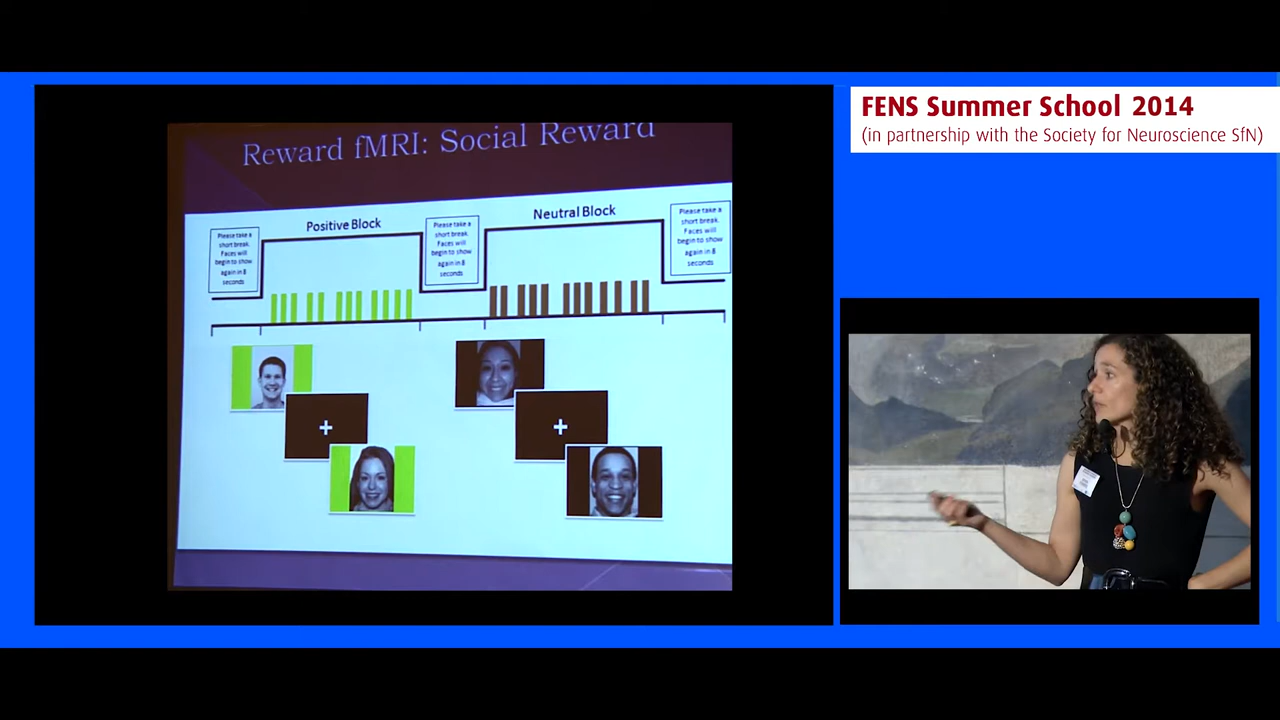 FENS Summer School 2014
(in partnership with the Society for Neuroscience SfN)
Reward fMRI: Social Reward
Positive Block
Neutral Block
Please take a
short break.
Faces will
begin to show
again in 8
seconds
Please take a
short break.
Faces will
begin to show
again in 8
seconds
Please take a
short break.
Faces will
begin to show
again in 8
seconds